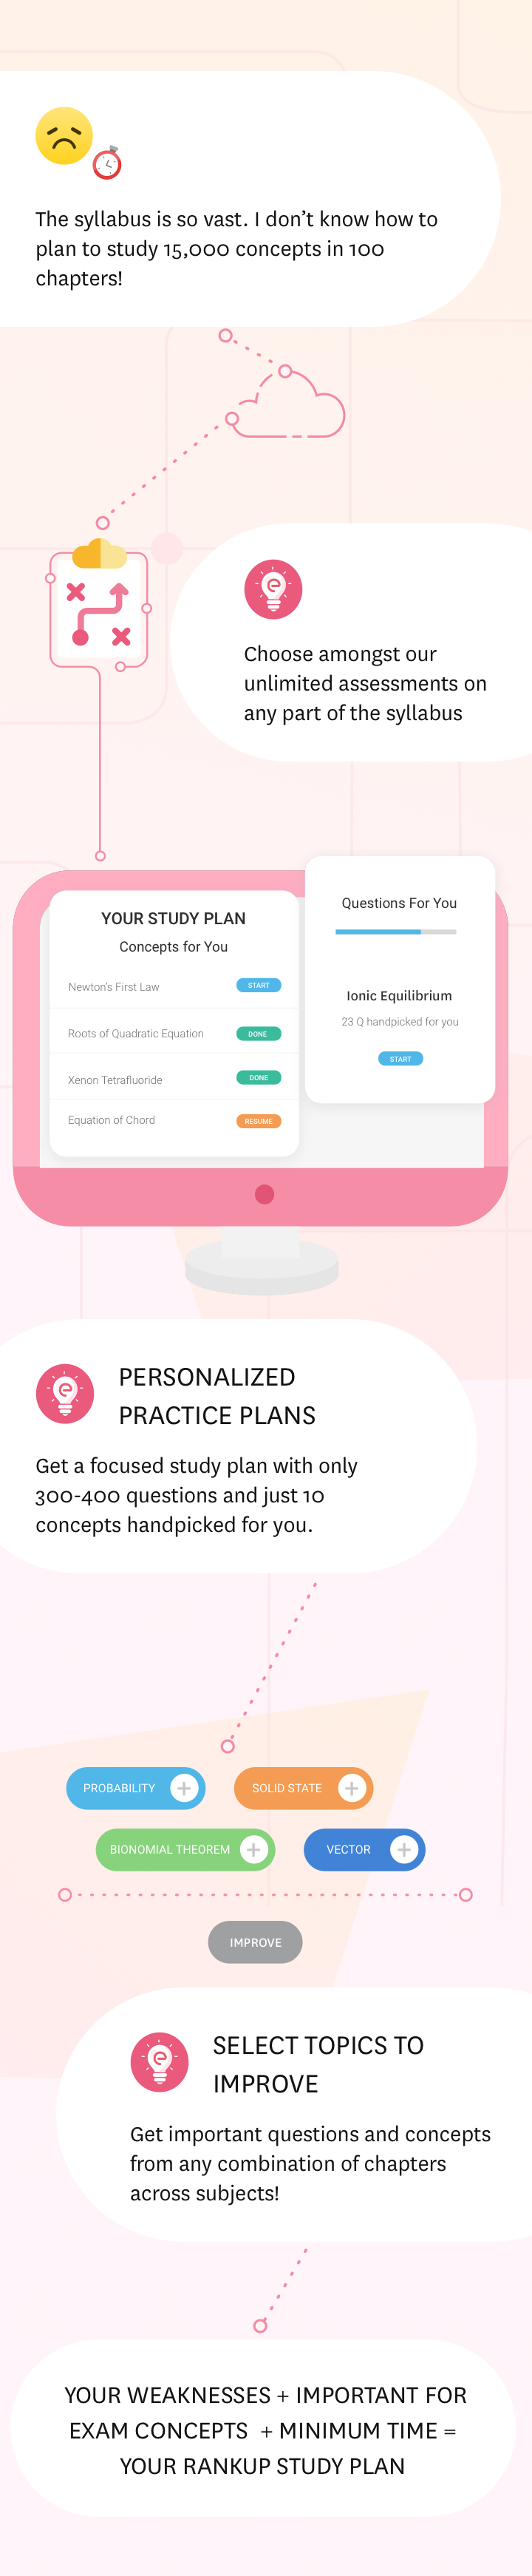 The syllabus is so vast. I don’t know how to
plan to study 15,000 concepts in 100
chapters!
Choose amongst our
unlimited assessments on
any part of the syllabus
YOUR STUDY PLAN
Concepts for You
Newton's First Law
START
Roots of Quadratic Equation
DONE
Xenon Tetrafluoride
DONE
Equation of Chord
RESUME
Questions For You
Ionic Equilibrium
23 Q handpicked for you
START
PERSONALIZED
PRACTICE PLANS
Get a focused study plan with only
300-400 questions and just 10
concepts handpicked for you.
PROBABILITY +
SOLID STATE +
BIONOMIAL THEOREM +
VECTOR +
IMPROVE
SELECT TOPICS TO
IMPROVE
Get important questions and concepts
from any combination of chapters
across subjects!
YOUR WEAKNESSES + IMPORTANT FOR
EXAM CONCEPTS + MINIMUM TIME =
YOUR RANKUP STUDY PLAN